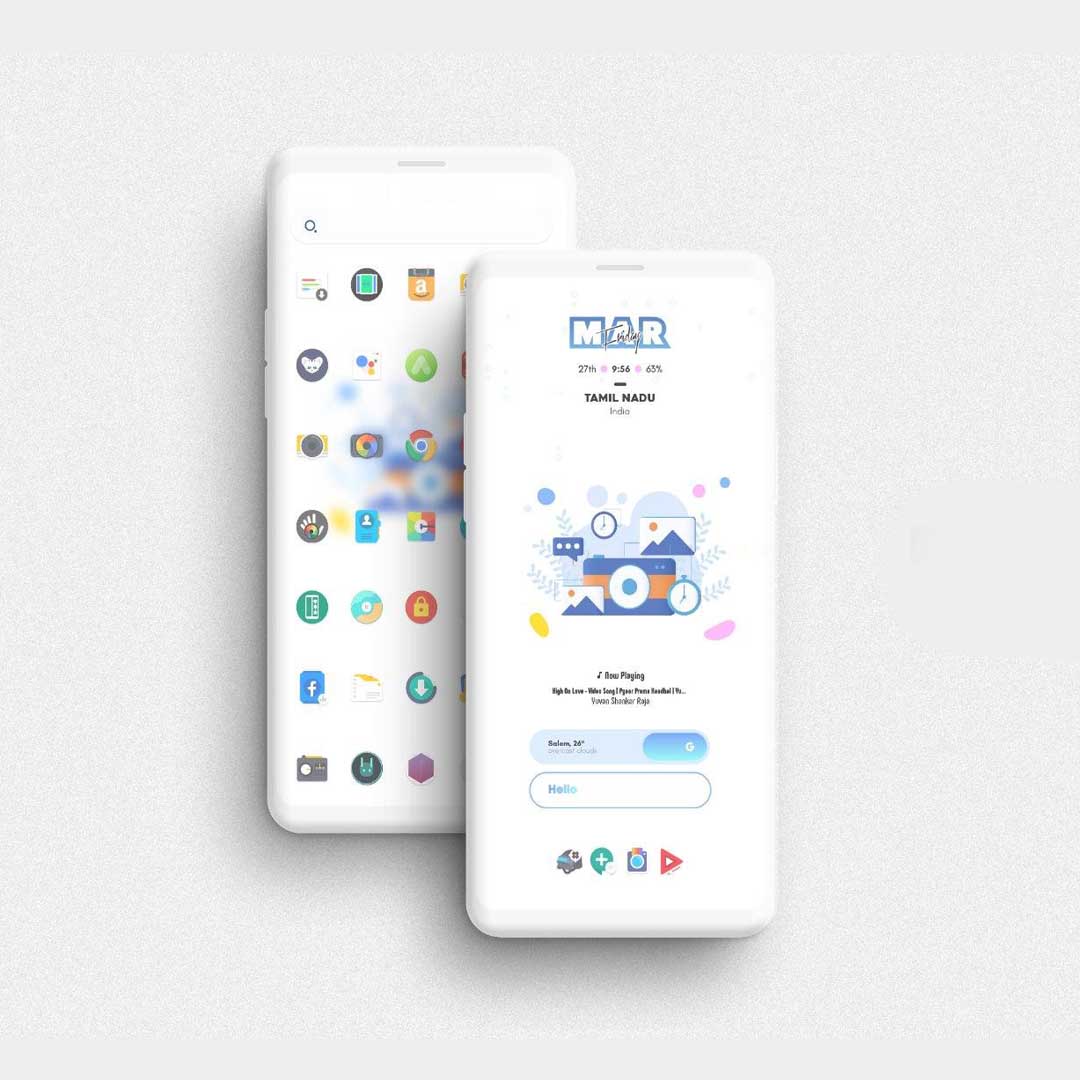 MAR
Friday
27th 9:56 63%
TAMIL NADU
India
Now Playing
High On Love - Video Song | Pyaar Prema Kaadhal | Yu...
Yuvan Shankar Raja
Salem, 26°
overcast clouds
G
Hello
a
f